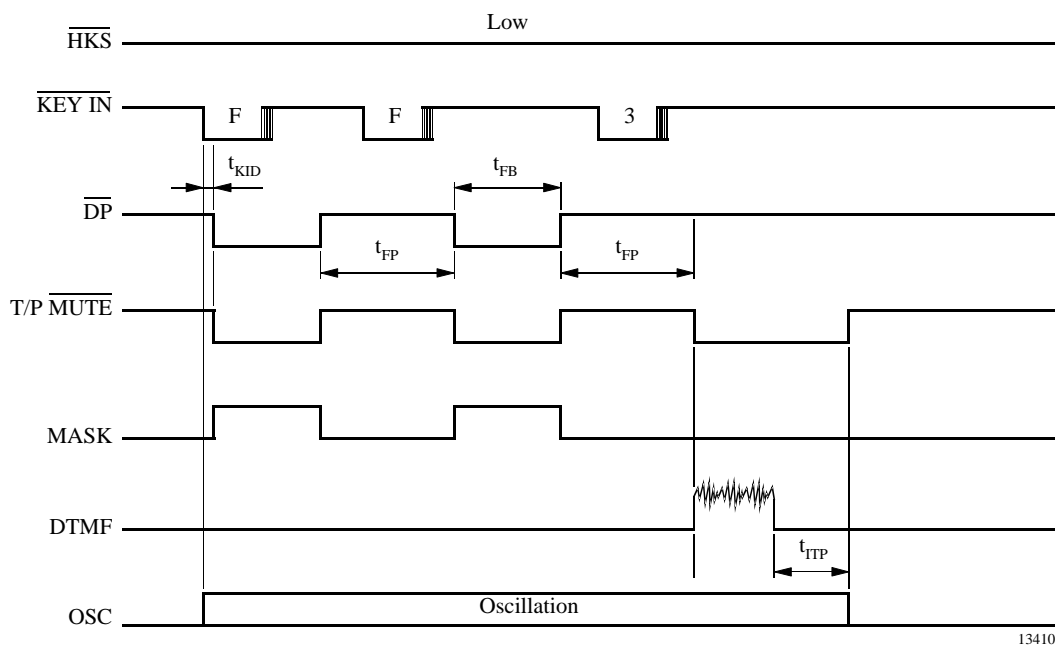 Low
HKS
KEY IN
F F 3
tKID
tFB
DP
tFP tFP
T/P MUTE
MASK
DTMF
tITP
Oscillation
OSC
13410